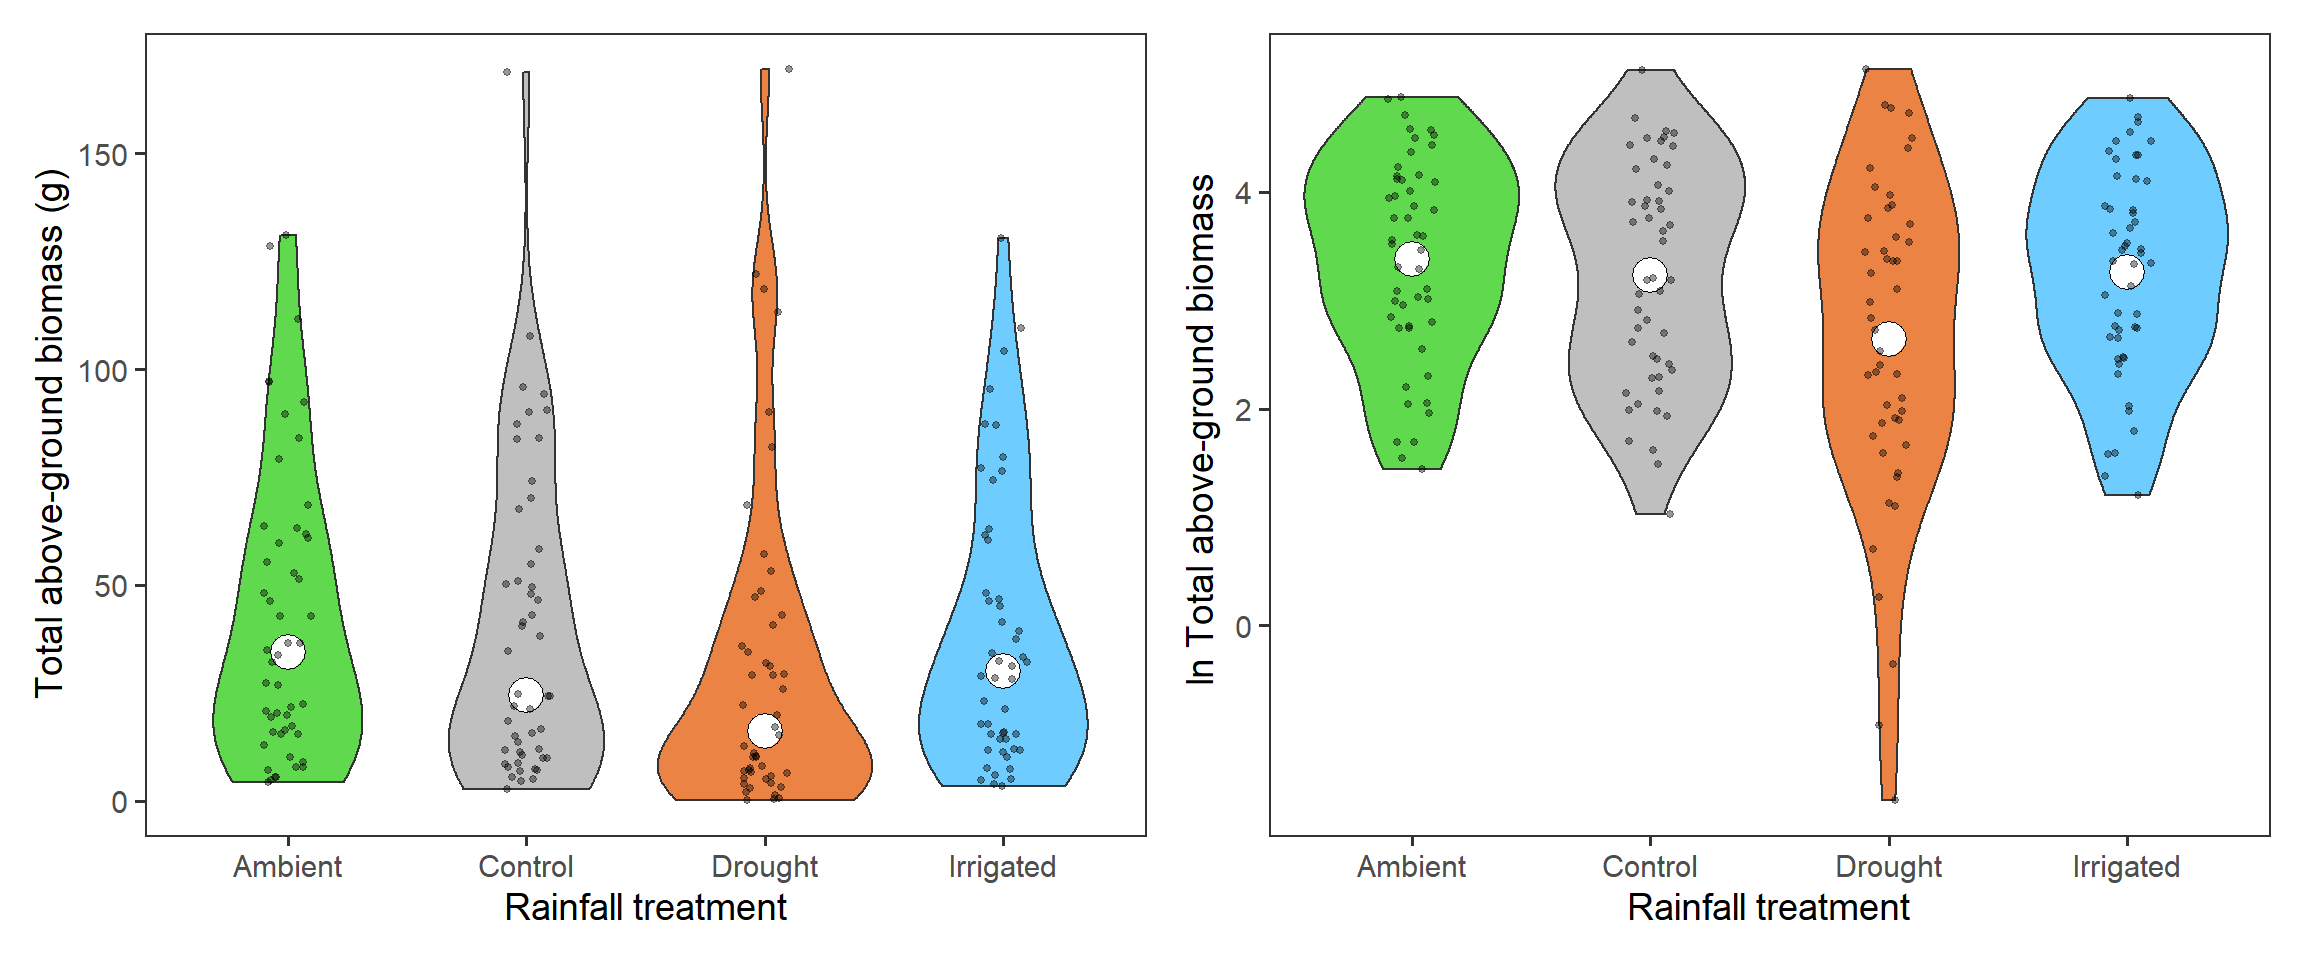 Total above-ground biomass (g)
150
100
50
0
Ambient Control Drought Irrigated
Rainfall treatment
ln Total above-ground biomass
4
2
0
Ambient Control Drought Irrigated
Rainfall treatment